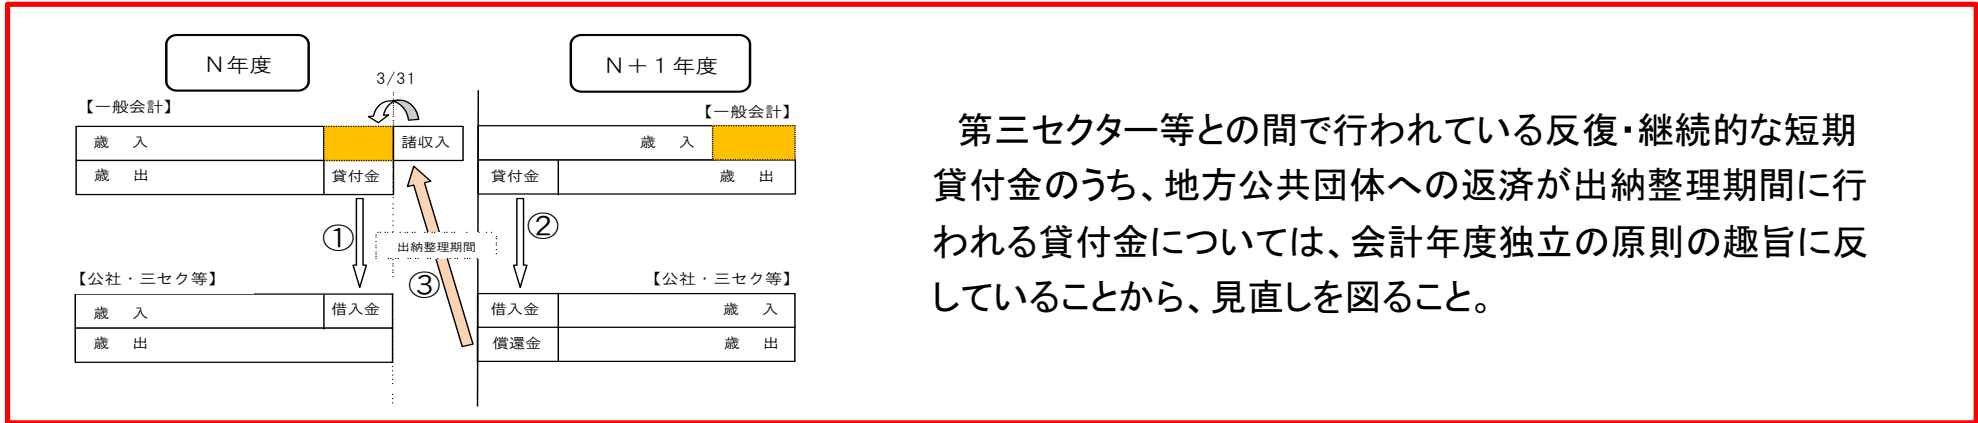 N年度
3/31
【一般会計】
歳 入
諸収入
歳 出
貸付金
①
出納整理期間
③
【公社・三セク等】
歳 入
借入金
歳 出
N+1年度
【一般会計】
歳 入
貸付金
歳 出
②
【公社・三セク等】
借入金
歳 入
償還金
歳 出
第三セクター等との間で行われている反復・継続的な短期
貸付金のうち、地方公共団体への返済が出納整理期間に行
われる貸付金については、会計年度独立の原則の趣旨に反
していることから、見直しを図ること。